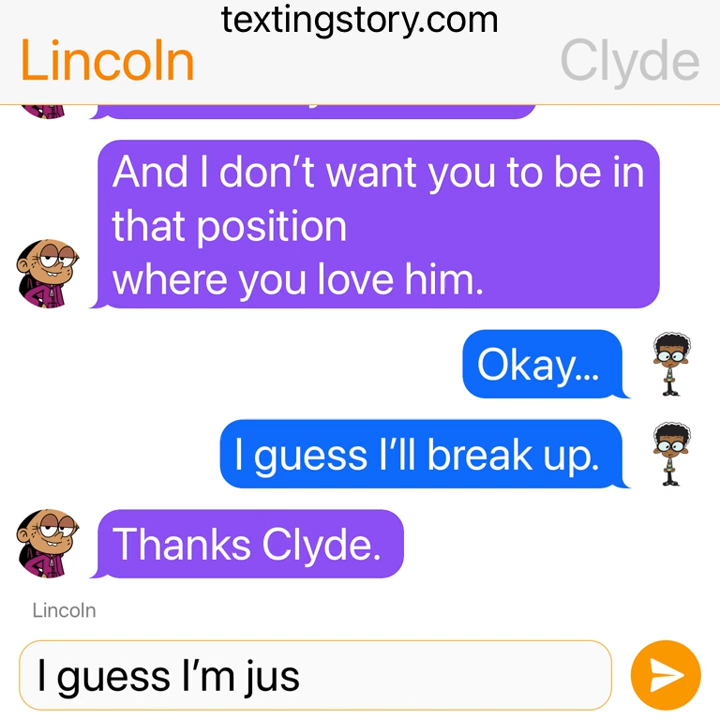 textingstory.com
Lincoln
Clyde
And I don’t want you to be in
that position
where you love him.
Okay...
I guess I’ll break up.
Thanks Clyde.
Lincoln
I guess I’m jus